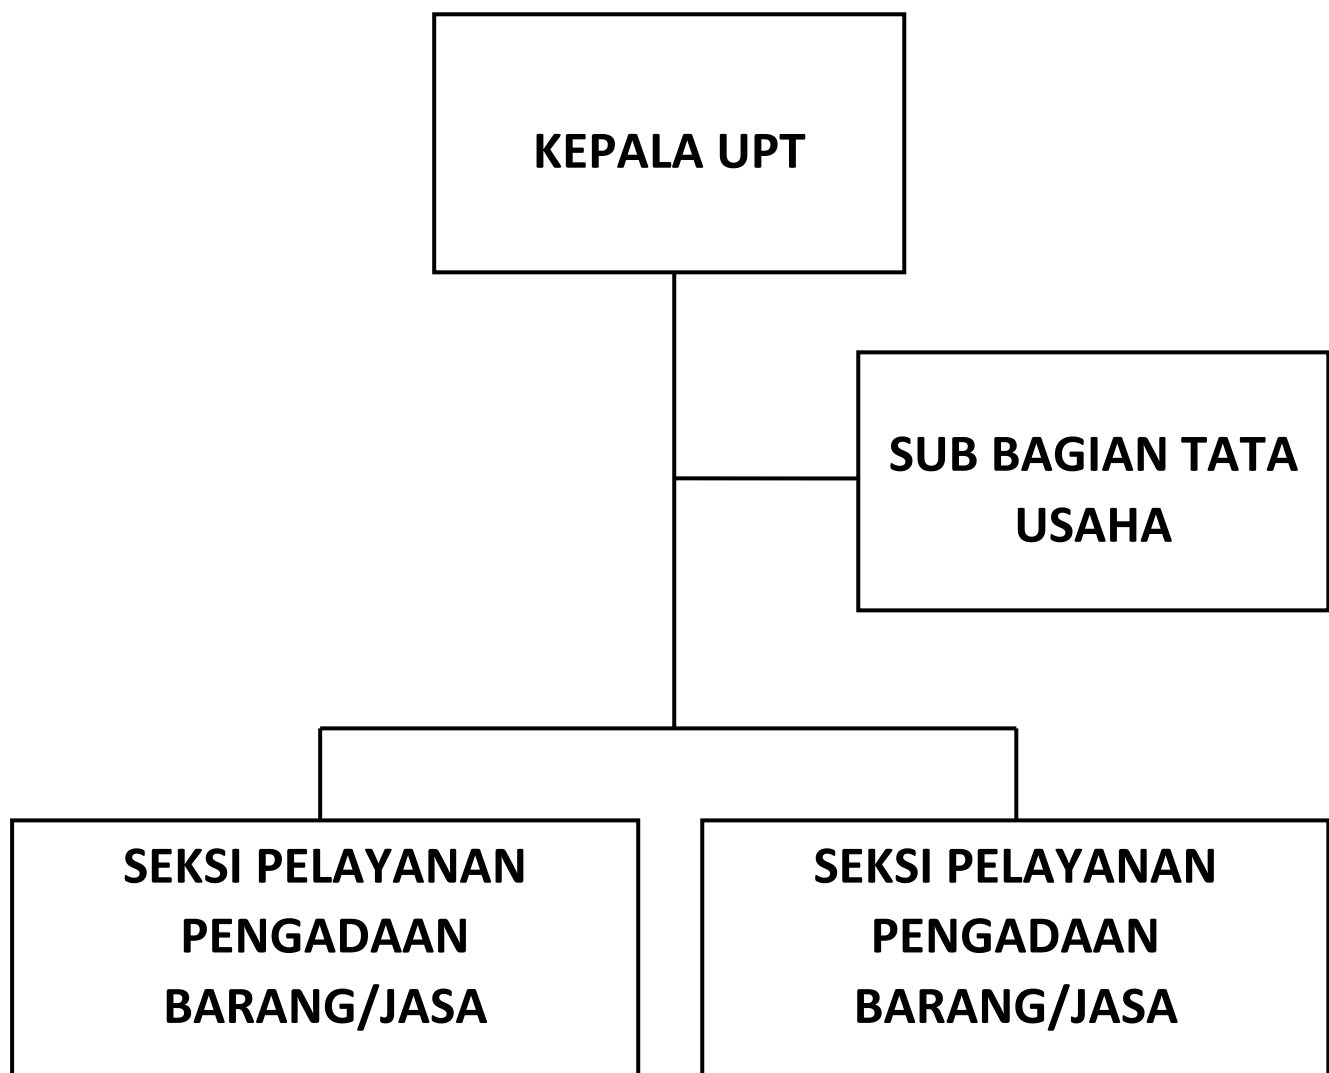 KEPALA UPT
SUB BAGIAN TATA
USAHA
SEKSI PELAYANAN
PENGADAAN
BARANG/JASA
SEKSI PELAYANAN
PENGADAAN
BARANG/JASA